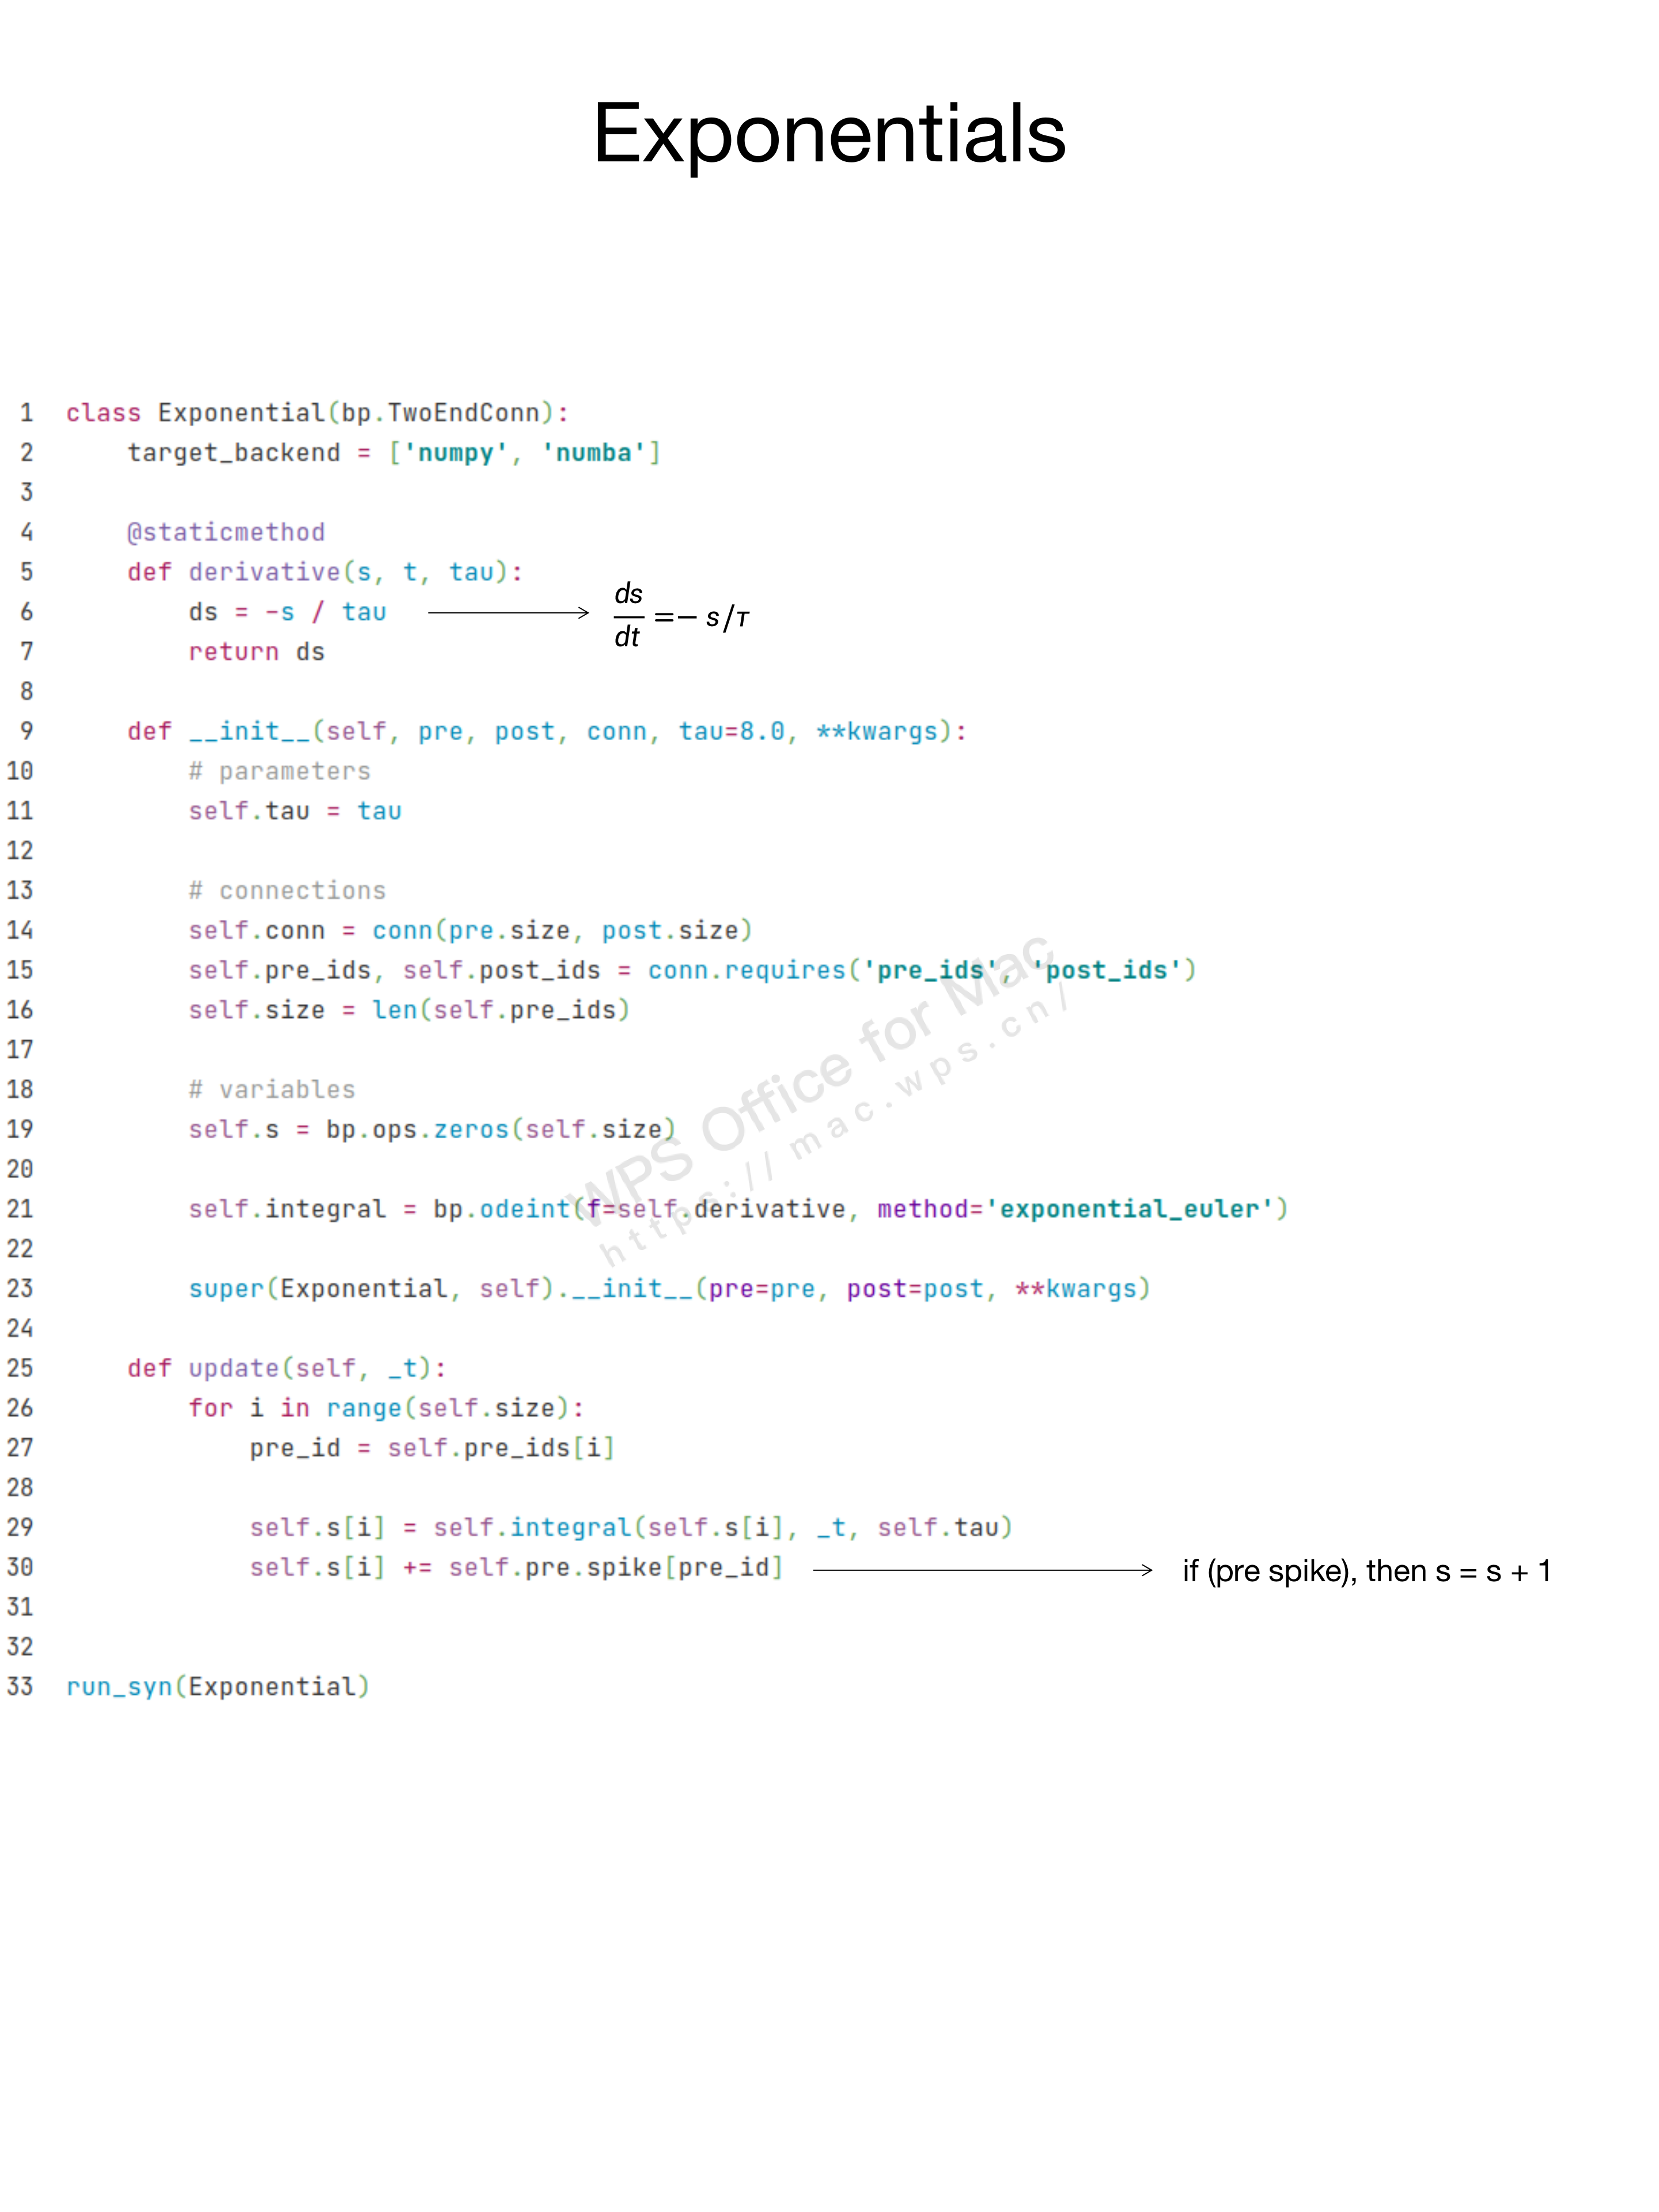 Exponentials
1 class Exponential(bp.TwoEndConn):
2     target_backend = ['numpy', 'numba']
3
4     @staticmethod
5     def derivative(s, t, tau):
6         ds = -s / tau ds/dt =− s/τ
7         return ds
8
9     def __init__(self, pre, post, conn, tau=8.0, **kwargs):
10         # parameters
11         self.tau = tau
12
13         # connections
14         self.conn = conn(pre.size, post.size)
15         self.pre_ids, self.post_ids = conn.requires('pre_ids', 'post_ids')
16         self.size = len(self.pre_ids)
17
18         # variables
19         self.s = bp.ops.zeros(self.size)
20
21         self.integral = bp.odeint(f=self.derivative, method='exponential_euler')
22
23         super(Exponential, self).__init__(pre=pre, post=post, **kwargs)
24
25     def update(self, _t):
26         for i in range(self.size):
27             pre_id = self.pre_ids[i]
28
29             self.s[i] = self.integral(self.s[i], _t, self.tau)
30             self.s[i] += self.pre.spike[pre_id] if (pre spike), then s = s + 1
31
32
33 run_syn(Exponential)
WPS Office for Mac
https://mac.wps.cn/